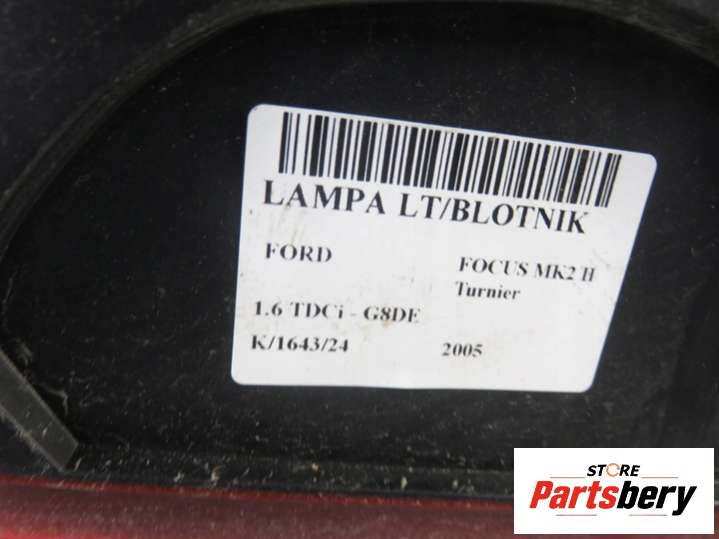 LAMPA LT/BLOTNIK
FORD
FOCUS MK2 II
Turnier
1.6 TDCi - G8DE
K/1643/24
2005
STORE
Partsbery